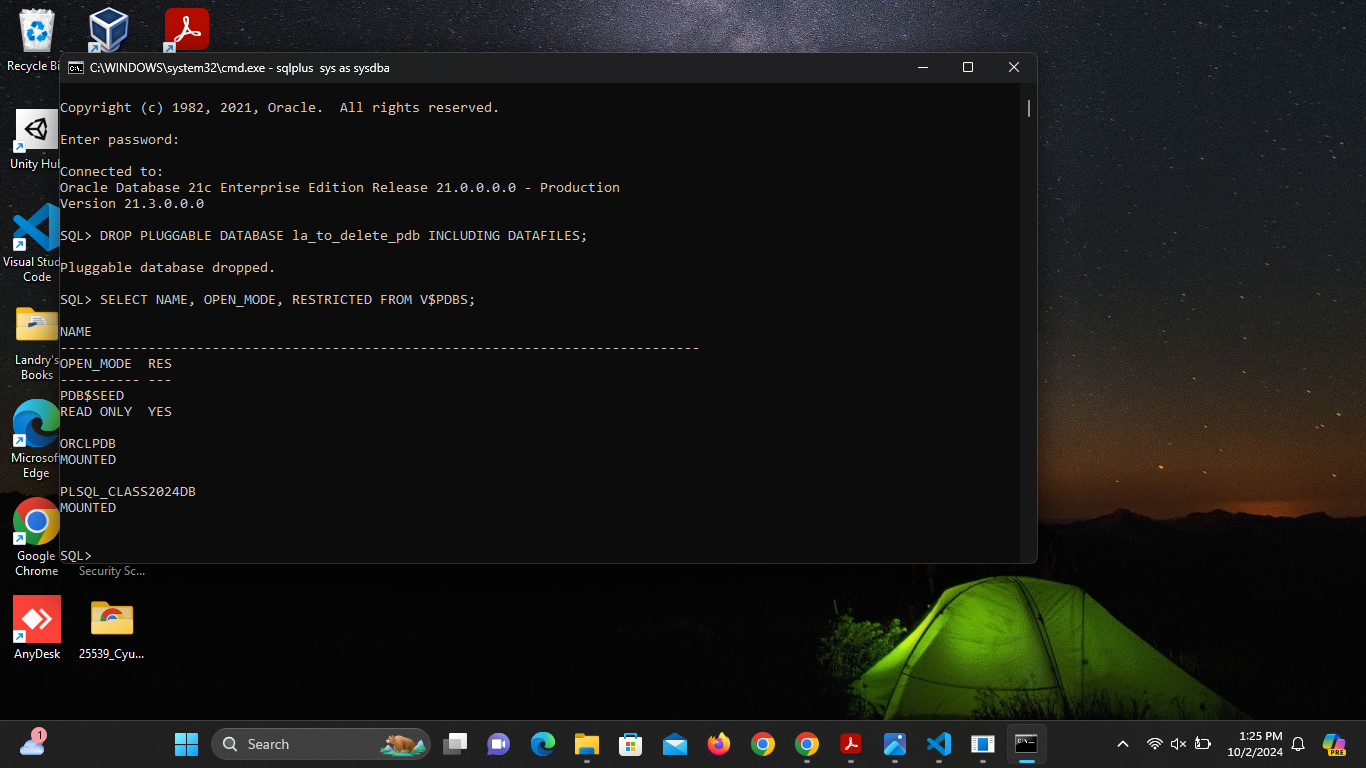 Recycle Bi
C:\WINDOWS\system32\cmd.exe - sqlplus  sys as sysdba
Copyright (c) 1982, 2021, Oracle.  All rights reserved.
Enter password:
Connected to:
Oracle Database 21c Enterprise Edition Release 21.0.0.0.0 - Production
Version 21.3.0.0.0
SQL> DROP PLUGGABLE DATABASE la_to_delete_pdb INCLUDING DATAFILES;
Pluggable database dropped.
SQL> SELECT NAME, OPEN_MODE, RESTRICTED FROM V$PDBS;
NAME
--------------------------------------------------------------------------------
OPEN_MODE  RES
---------- ---
PDB$SEED
READ ONLY  YES
ORCLPDB
MOUNTED
PLSQL_CLASS2024DB
MOUNTED
SQL>
Unity Hu
Visual Stud
Code
Landry's
Books
Microsof
Edge
Google
Chrome
Security Sc...
AnyDesk
25539_Cyu...
1
Search
PRE
1:25 PM
10/2/2024